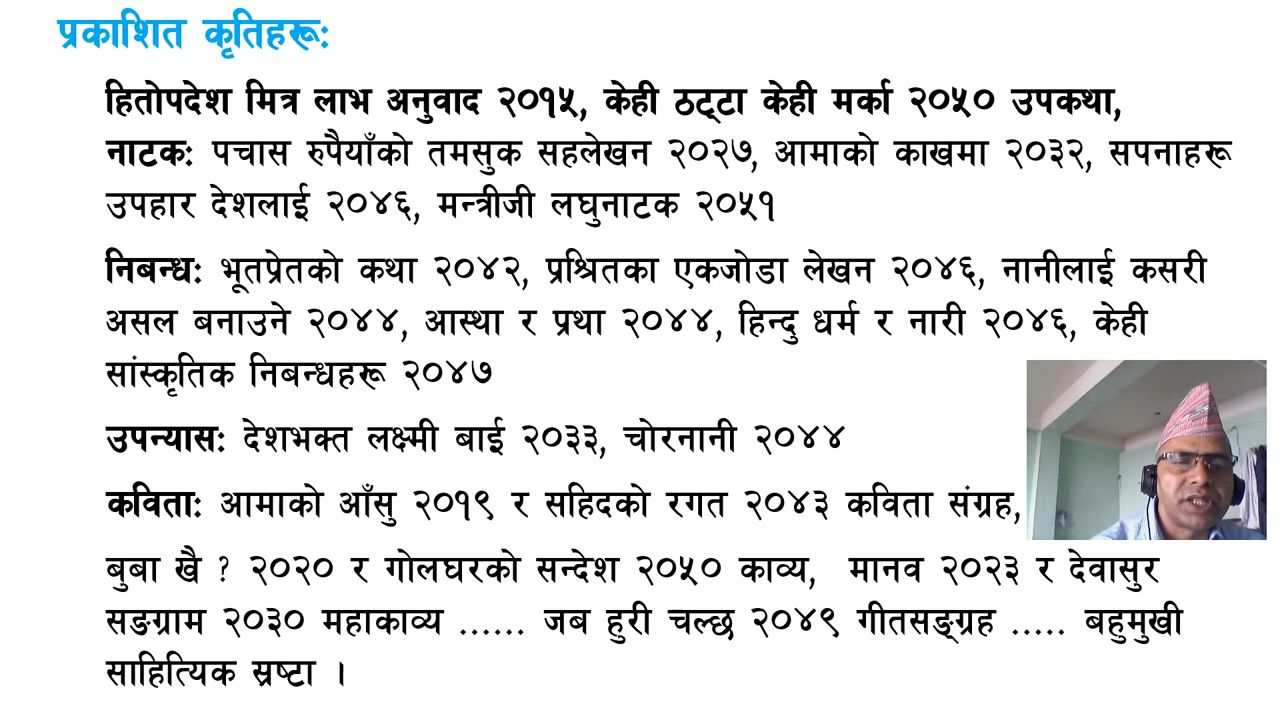 प्रकाशित कृतिहरूः
हितोपदेश मित्र लाभ अनुवाद २०१५, केही ठट्टा केही मर्का २०५० उपकथा,
नाटकः पचास रुपैयाँको तमसुक सहलेखन २०२७, आमाको काखमा २०३२, सपनाहरू
उपहार देशलाई २०४६, मन्त्रीजी लघुनाटक २०५१
निबन्धः भूतप्रेतको कथा २०४२, प्रश्रितका एकजोडा लेखन २०४६, नानीलाई कसरी
असल बनाउने २०४४, आस्था र प्रथा २०४४, हिन्दु धर्म र नारी २०४६, केही
सांस्कृतिक निबन्धहरू २०४७
उपन्यासः देशभक्त लक्ष्मी बाई २०३३, चोरनानी २०४४
कविताः आमाको आँसु २०१९ र सहिदको रगत २०४३ कविता संग्रह,
बुबा खै ? २०२० र गोलघरको सन्देश २०५० काव्य, मानव २०२३ र देवासुर
सङग्राम २०३० महाकाव्य ...... जब हुरी चल्छ २०४९ गीतसङ्ग्रह ..... बहुमुखी
साहित्यिक स्रष्टा ।